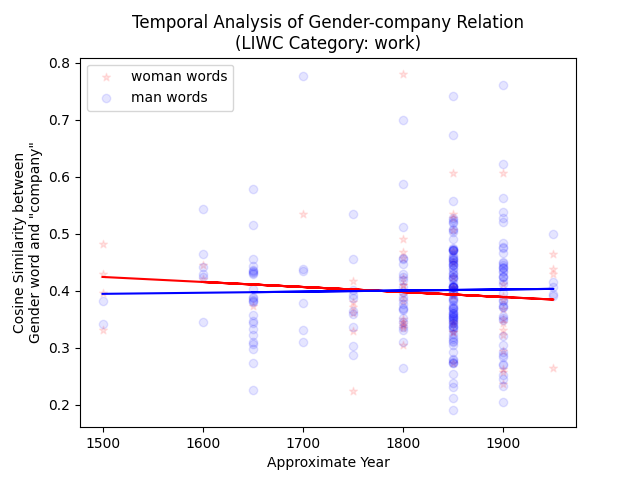 Temporal Analysis of Gender-company Relation
(LIWC Category: work)
woman words
man words
Cosine Similarity between
Gender word and "company"
0.8
0.7
0.6
0.5
0.4
0.3
0.2
1500 1600 1700 1800 1900
Approximate Year